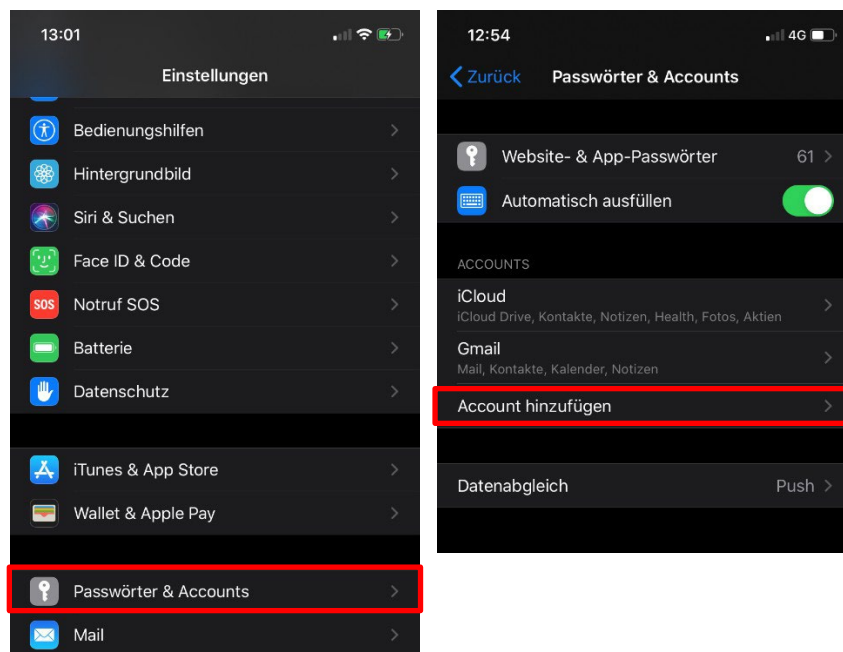 13:01
Einstellungen
Bedienungshilfen
Hintergrundbild
Siri & Suchen
Face ID & Code
SOS Notruf SOS
Batterie
Datenschutz
iTunes & App Store
Wallet & Apple Pay
Passwörter & Accounts
Mail
12:54 4G
Zurück Passwörter & Accounts
Website- & App-Passwörter 61
Automatisch ausfüllen
ACCOUNTS
iCloud
iCloud Drive, Kontakte, Notizen, Health, Fotos, Aktien
Gmail
Mail, Kontakte, Kalender, Notizen
Account hinzufügen
Datenabgleich Push